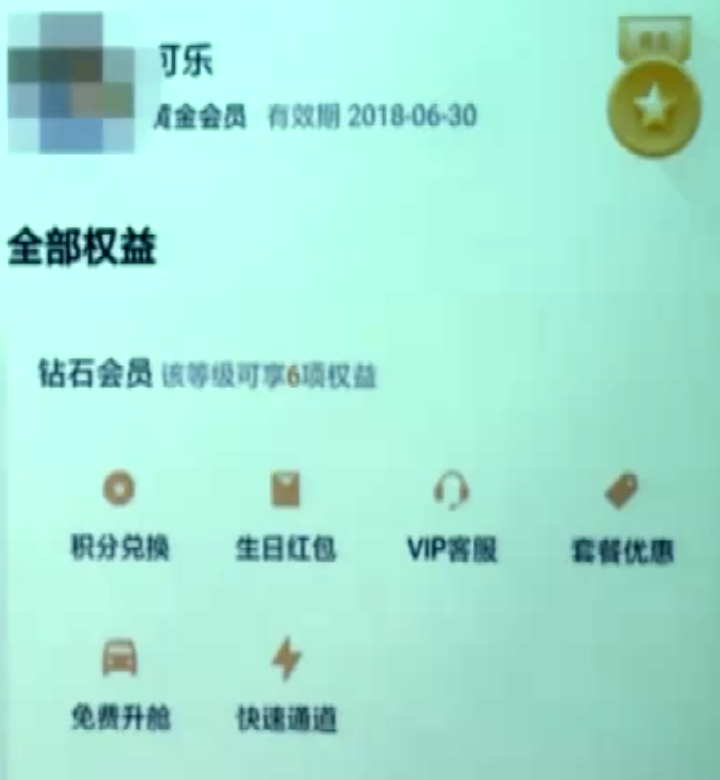 可乐
黄金会员 有效期 2018-06-30
全部权益
钻石会员 该等级可享6项权益
积分兑换 生日红包 VIP客服 套餐优惠
免费升舱 快速通道